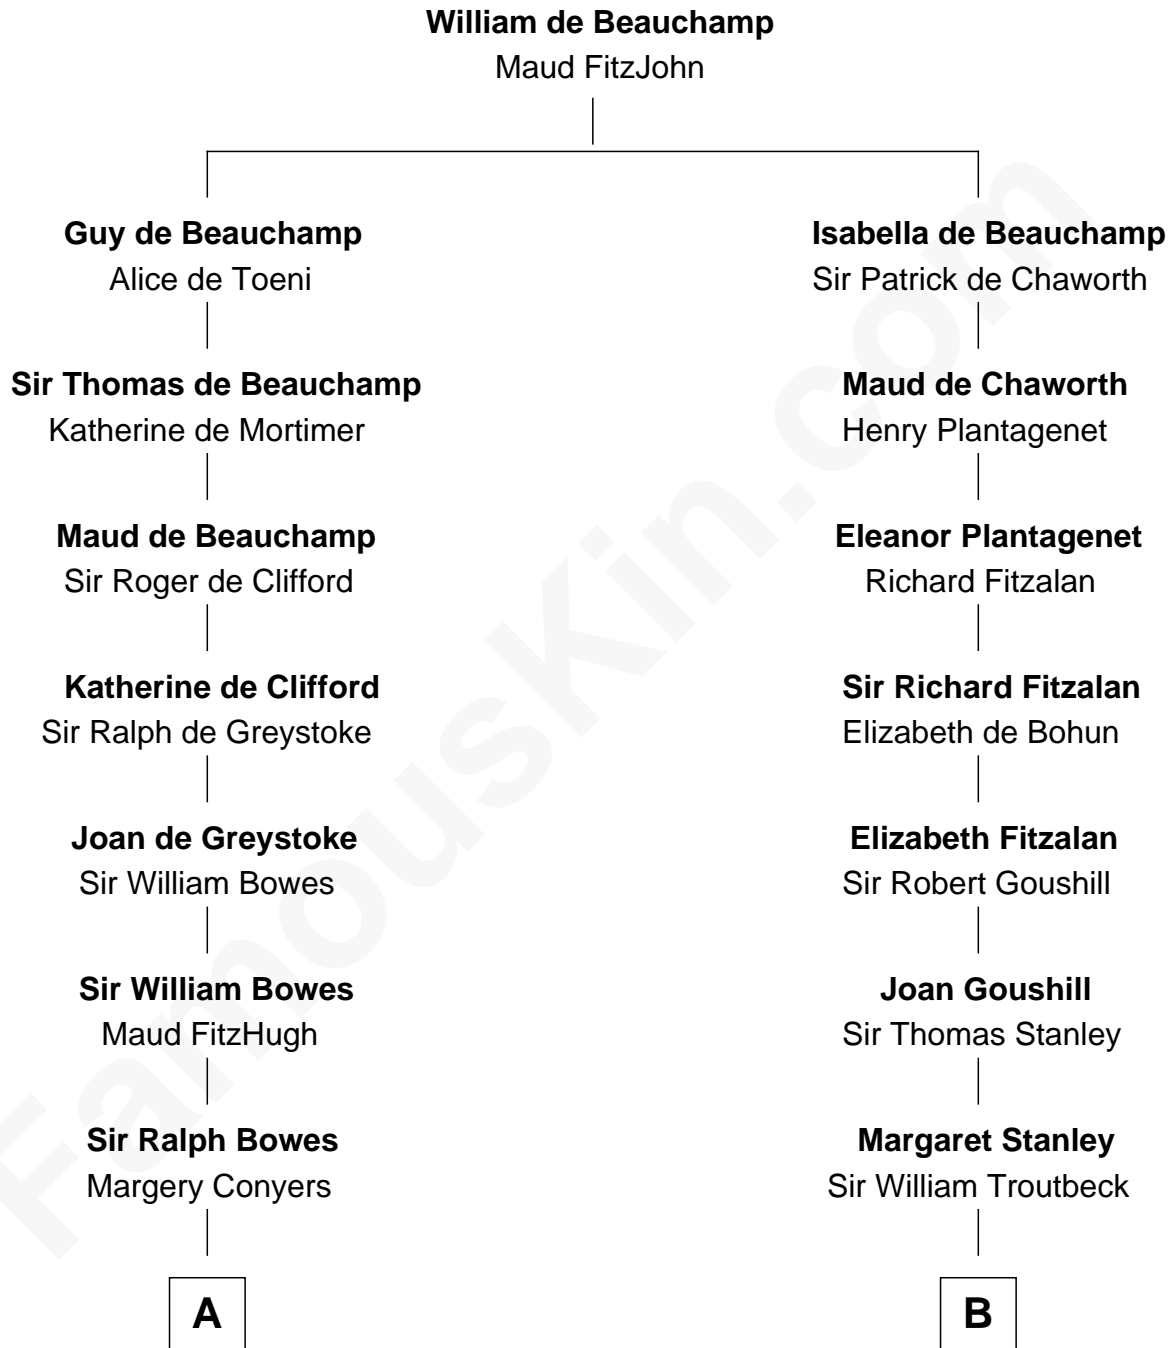 William de Beauchamp
Maud FitzJohn
Guy de Beauchamp
Alice de Toeni
Sir Thomas de Beauchamp
Katherine de Mortimer
Maud de Beauchamp
Sir Roger de Clifford
Katherine de Clifford
Sir Ralph de Greystoke
Joan de Greystoke
Sir William Bowes
Sir William Bowes
Maud FitzHugh
Sir Ralph Bowes
Margery Conyers
A
Isabella de Beauchamp
Sir Patrick de Chaworth
Maud de Chaworth
Henry Plantagenet
Eleanor Plantagenet
Richard Fitzalan
Sir Richard Fitzalan
Elizabeth de Bohun
Elizabeth Fitzalan
Sir Robert Goushill
Joan Goushill
Sir Thomas Stanley
Margaret Stanley
Sir William Troutbeck
B
FamousKin.com